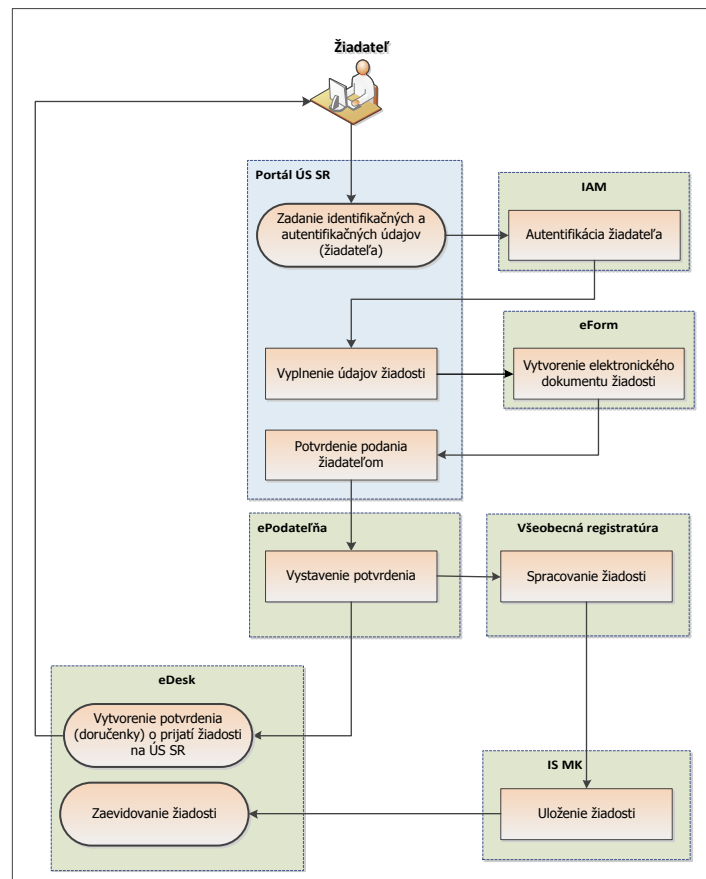 Žiadateľ
Portál ÚS SR
Zadanie identifikačných a
autentifikačných údajov
(žiadateľa)
IAM
Autentifikácia žiadateľa
Vyplnenie údajov žiadosti
eForm
Vytvorenie elektronického
dokumentu žiadosti
Potvrdenie podania
žiadateľom
ePodateľňa
Vystavenie potvrdenia
Všeobecná registratúra
Spracovanie žiadosti
eDesk
Vytvorenie potvrdenia
(doručenky) o prijatí žiadosti
na ÚS SR
Zaevidovanie žiadosti
IS MK
Uloženie žiadosti